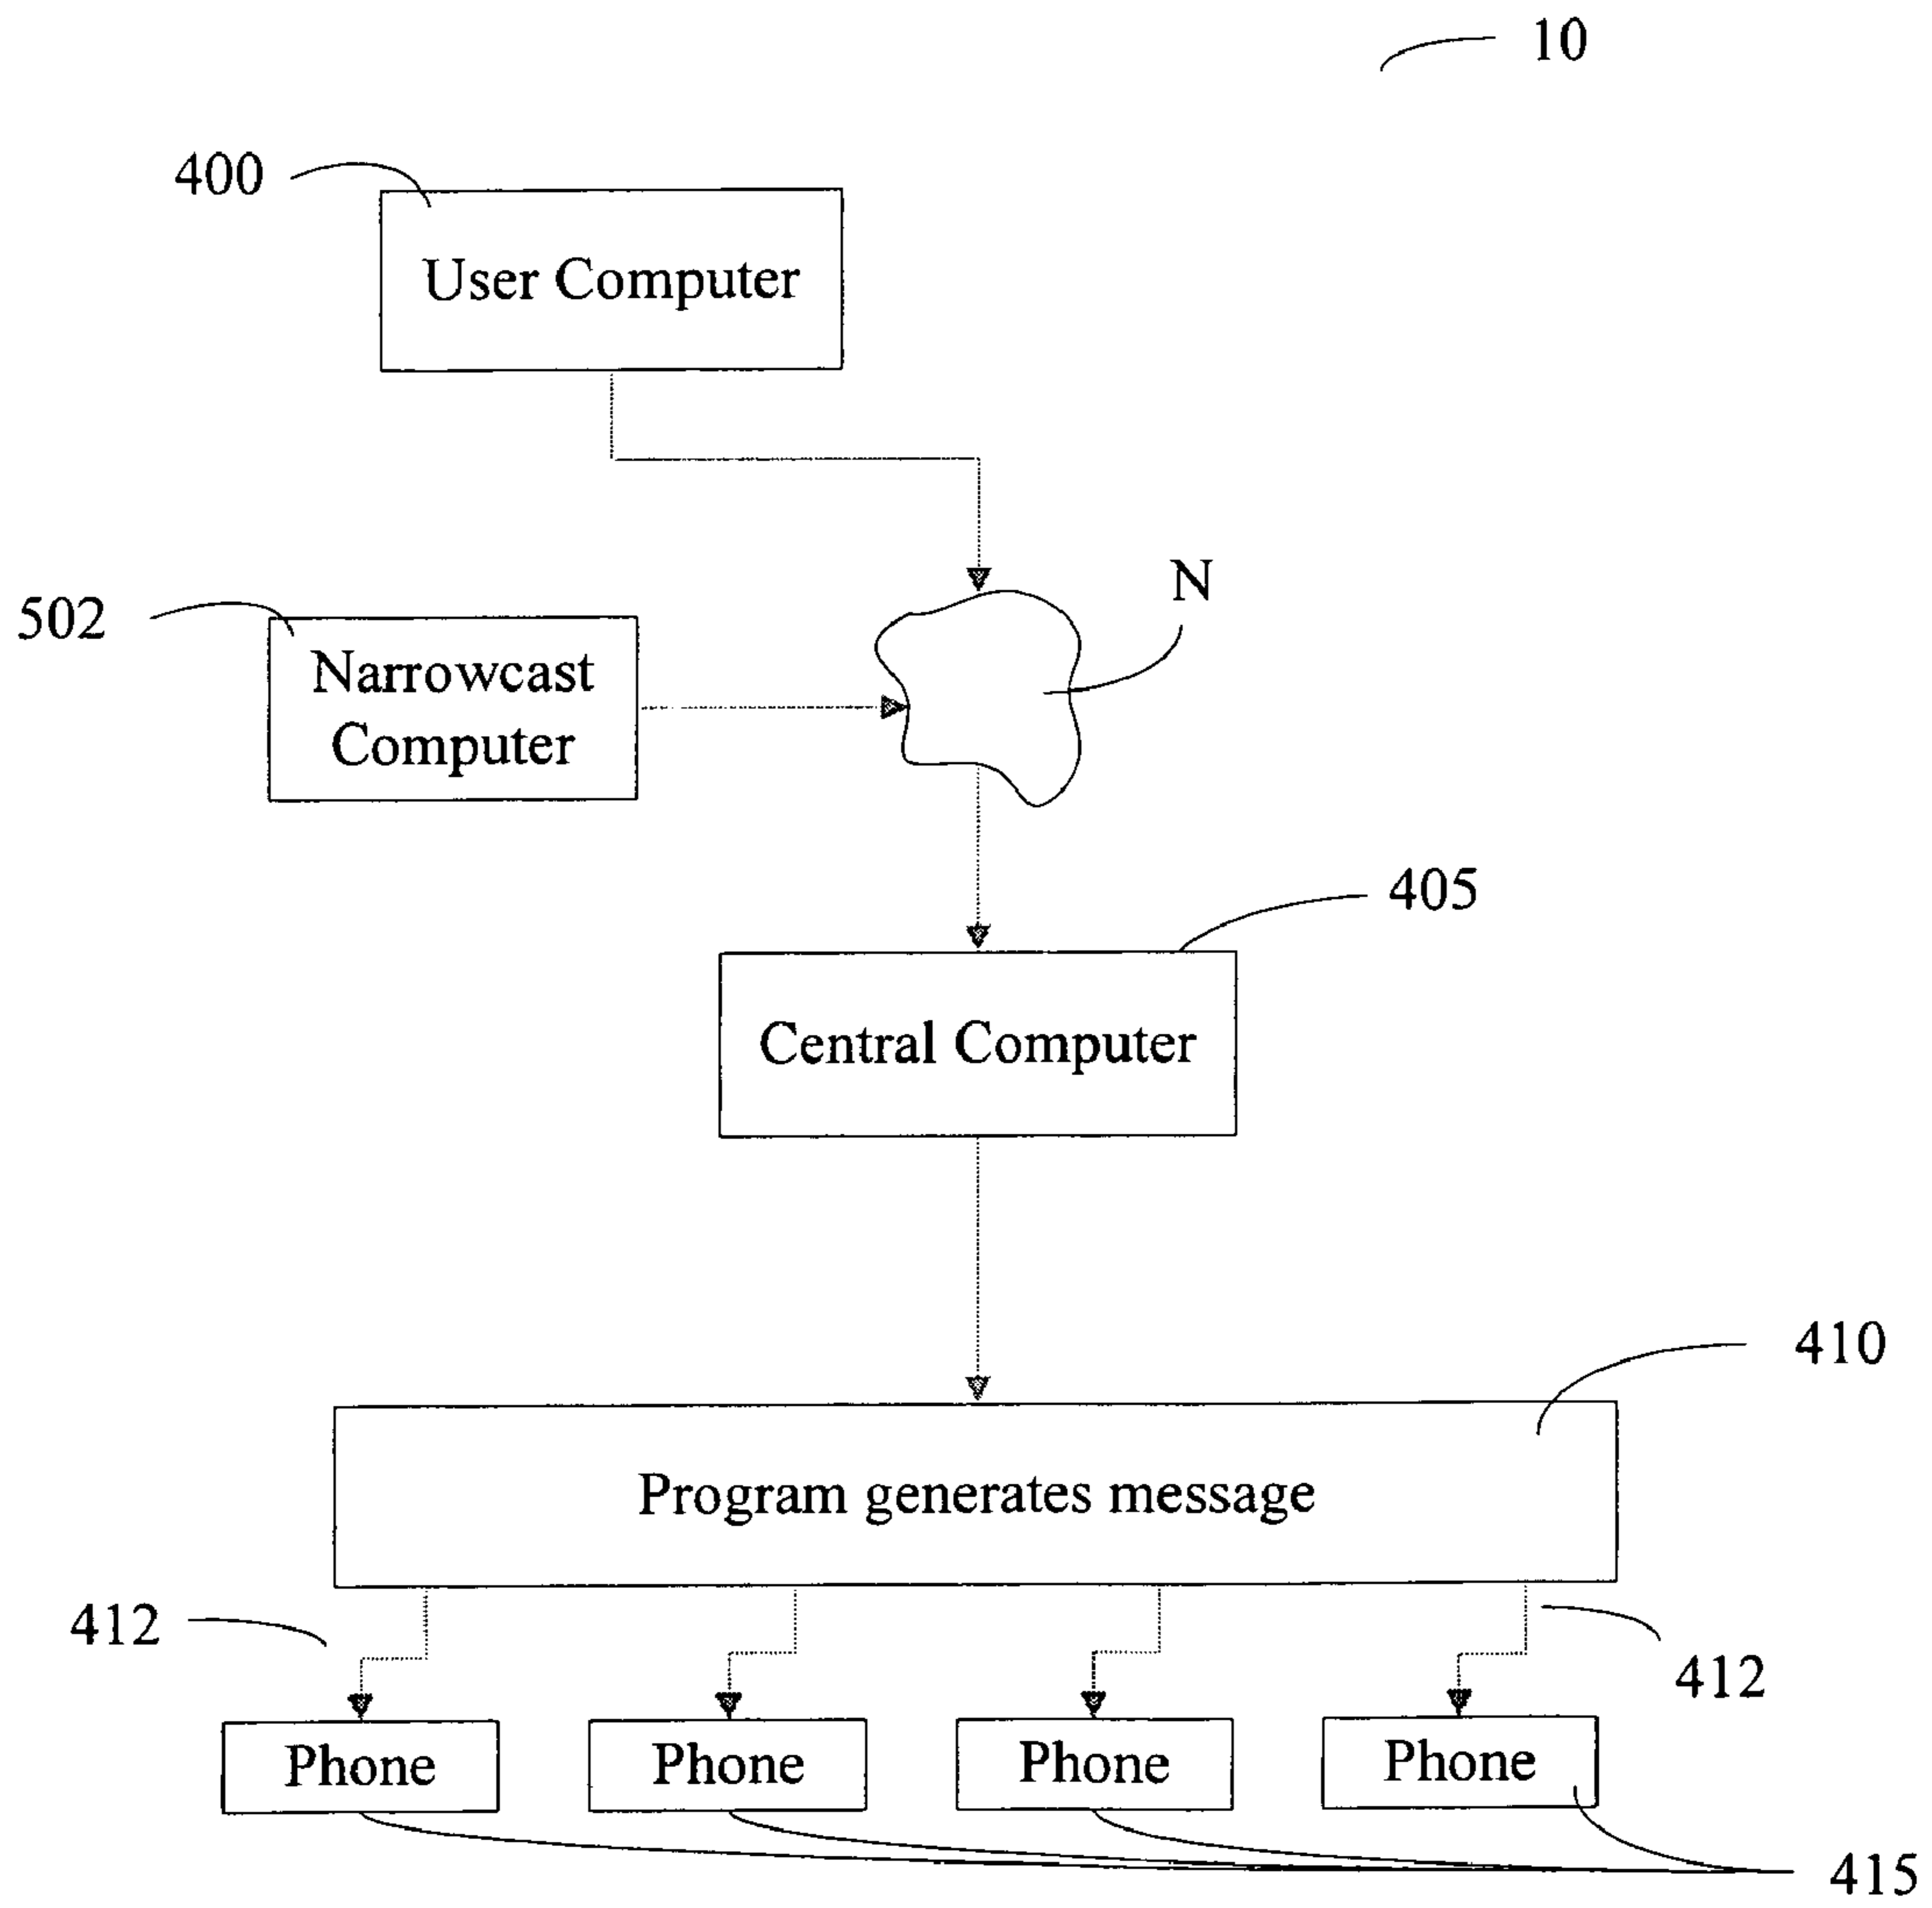 10
400
User Computer
N
502
Narrowcast
Computer
405
Central Computer
410
Program generates message
412
412
Phone
Phone
Phone
Phone
415